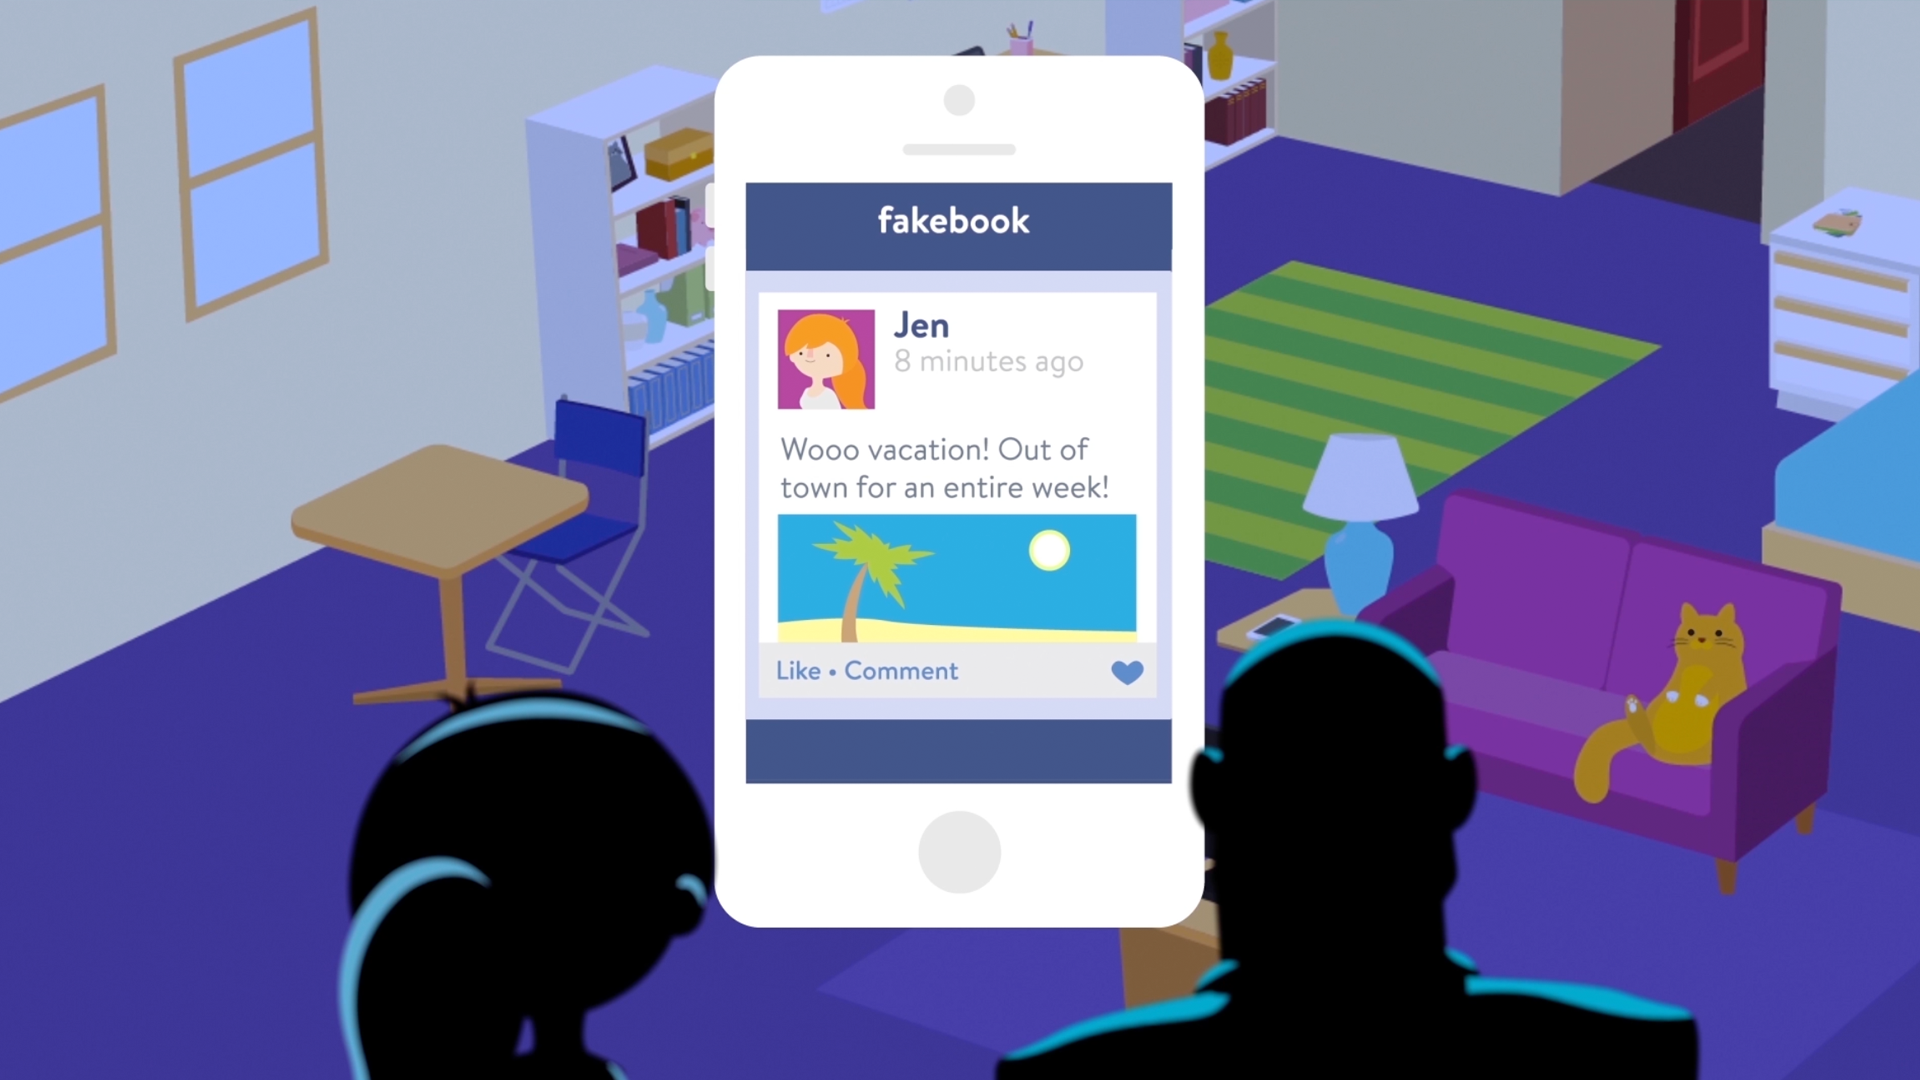 fakebook
Jen
8 minutes ago
Wooo vacation! Out of
town for an entire week!
Like • Comment